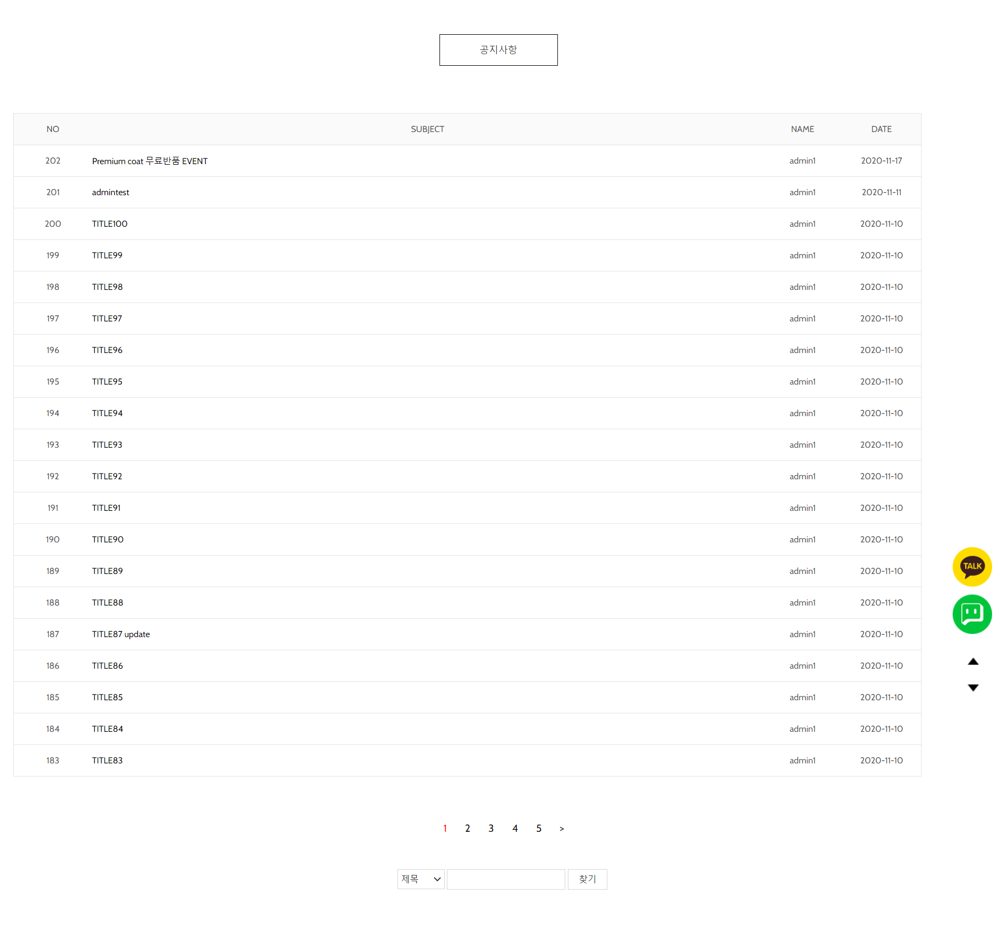 공지사항
NO SUBJECT NAME DATE
202 Premium coat 무료반품 EVENT admin1 2020-11-17
201 admintest admin1 2020-11-11
200 TITLE100 admin1 2020-11-10
199 TITLE99 admin1 2020-11-10
198 TITLE98 admin1 2020-11-10
197 TITLE97 admin1 2020-11-10
196 TITLE96 admin1 2020-11-10
195 TITLE95 admin1 2020-11-10
194 TITLE94 admin1 2020-11-10
193 TITLE93 admin1 2020-11-10
192 TITLE92 admin1 2020-11-10
191 TITLE91 admin1 2020-11-10
190 TITLE90 admin1 2020-11-10
189 TITLE89 admin1 2020-11-10
TALK
188 TITLE88 admin1 2020-11-10
187 TITLE87 update admin1 2020-11-10
186 TITLE86 admin1 2020-11-10
185 TITLE85 admin1 2020-11-10
184 TITLE84 admin1 2020-11-10
183 TITLE83 admin1 2020-11-10
1 2 3 4 5 >
제목 찾기